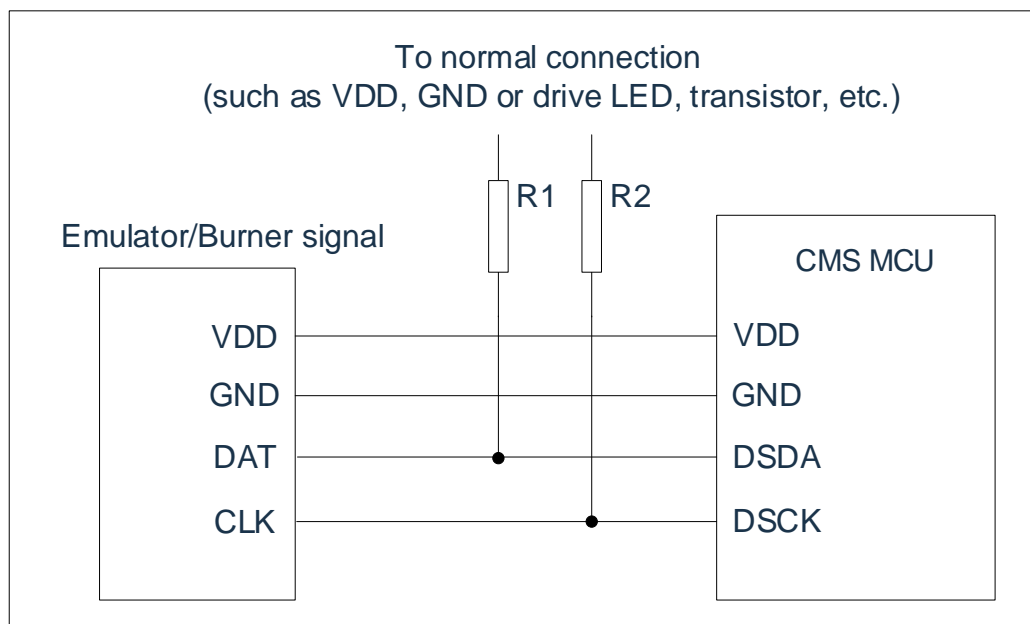 To normal connection
(such as VDD, GND or drive LED, transistor, etc.)
R1
R2
Emulator/Burner signal
CMS MCU
VDD
VDD
GND
GND
DAT
DSDA
CLK
DSCK